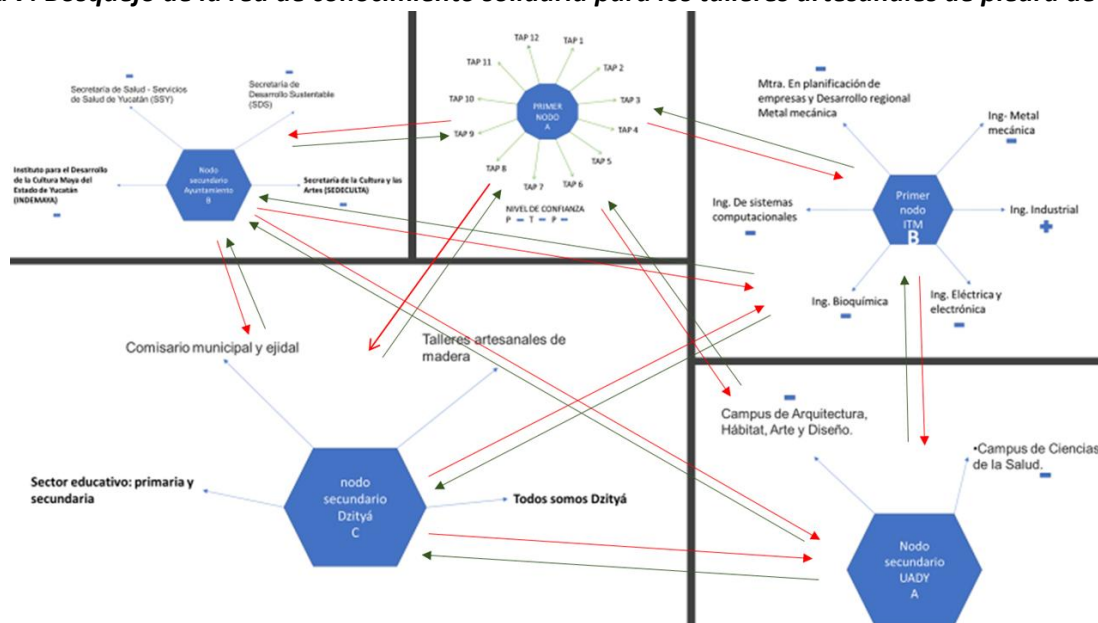 Bosquejo de la red de conocimiento solidaria para los talleres artesanales de piedra de
Secretaría de Salud - Servicios
de Salud de Yucatán (SSY)
Secretaría de
Desarrollo Sustentable
(SDS)
Instituto para el Desarrollo
de la Cultura Maya del
Estado de Yucatán
(INDEMAYA)
Nodo
secundario
Ayuntamiento
B
Secretaría de la Cultura y las
Artes (SEDECULTA)
TAP 12
TAP 1
TAP 11
TAP 2
TAP 10
TAP 3
TAP 9
TAP 4
TAP 8
TAP 5
TAP 7
TAP 6
PRIMER
NODO
A
NIVEL DE CONFIANZA
P – T – P –
Mtra. En planificación de
empresas y Desarrollo regional
Metal mecánica
Ing- Metal
mecánica
Ing. De sistemas
computacionales
Primer
nodo
ITM
B
Ing. Industrial
Ing. Bioquímica
Ing. Eléctrica y
electrónica
Comisario municipal y ejidal
Talleres artesanales de
madera
Sector educativo: primaria y
secundaria
nodo
secundario
Dzityá
C
Todos somos Dzityá
Campus de Arquitectura,
Hábitat, Arte y Diseño.
•Campus de Ciencias
de la Salud.
Nodo
secundario
UADY
A